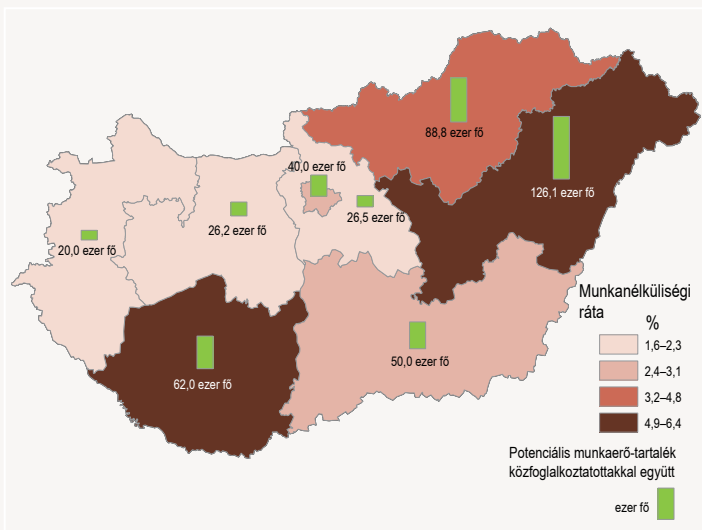 88,8 ezer fő
126,1 ezer fő
40,0 ezer fő
26,5 ezer fő
26,2 ezer fő
20,0 ezer fő
50,0 ezer fő
62,0 ezer fő
Munkanélküliségi
ráta
%
1,6–2,3
2,4–3,1
3,2–4,8
4,9–6,4
Potenciális munkaerő-tartalék
közfoglalkoztatottakkal együtt
ezer fő